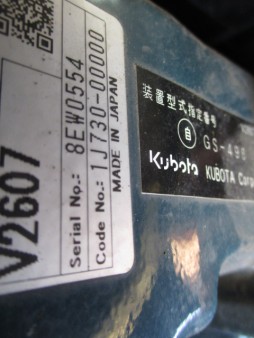 V2607
Serial No.: 8EW0554
Code No.: 1J730-00000
MADE IN JAPAN
装置型式指定番号
自 GS-498
Kubota KUBOTA Corp